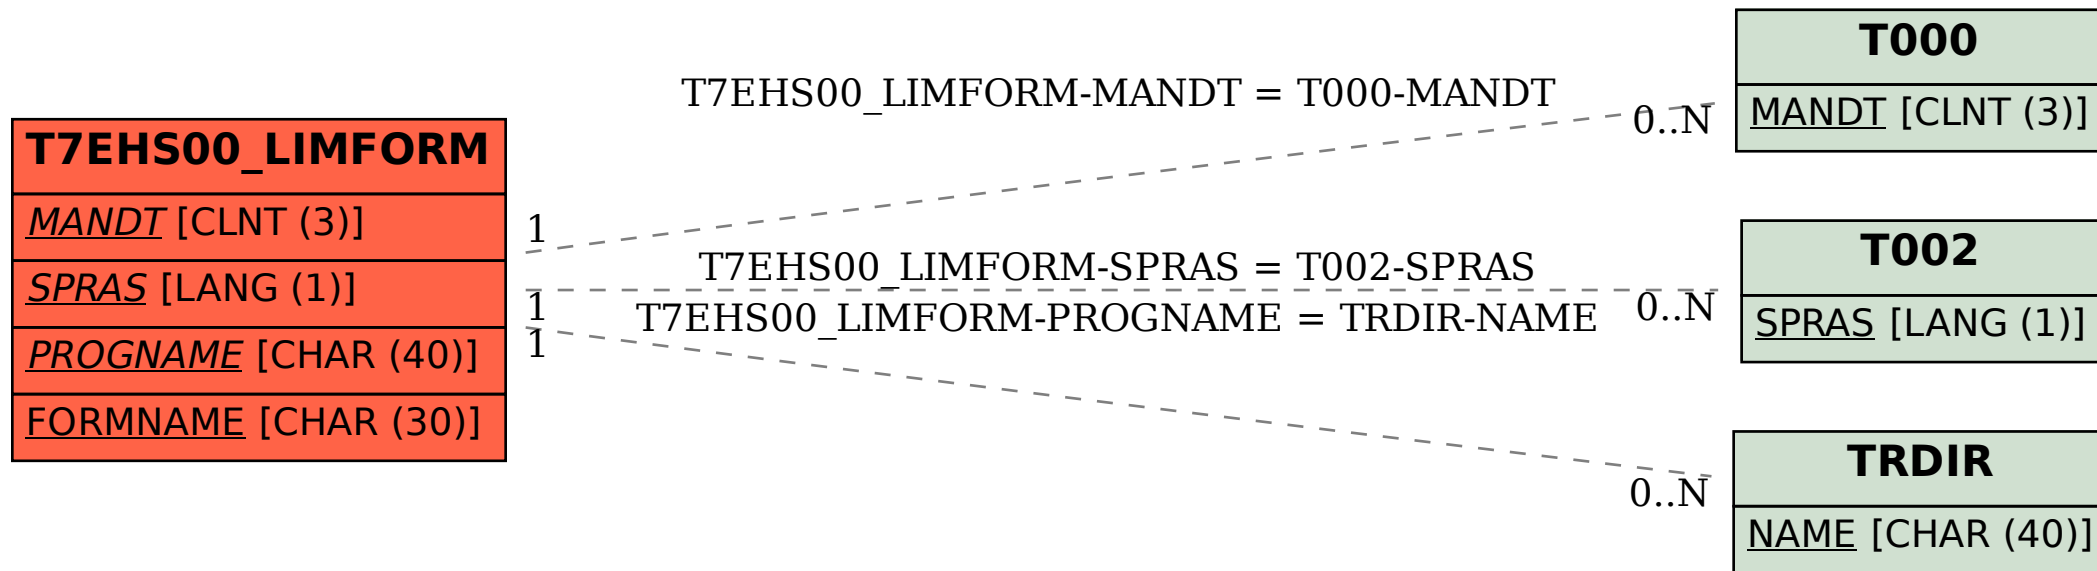 T7EHS00_LIMFORM
MANDT [CLNT (3)]
SPRAS [LANG (1)]
PROGNAME [CHAR (40)]
FORMNAME [CHAR (30)]
T7EHS00_LIMFORM-MANDT = T000-MANDT
0..N
1
T7EHS00_LIMFORM-SPRAS = T002-SPRAS
1
0..N
T7EHS00_LIMFORM-PROGNAME = TRDIR-NAME
1
0..N
T000
MANDT [CLNT (3)]
T002
SPRAS [LANG (1)]
TRDIR
NAME [CHAR (40)]